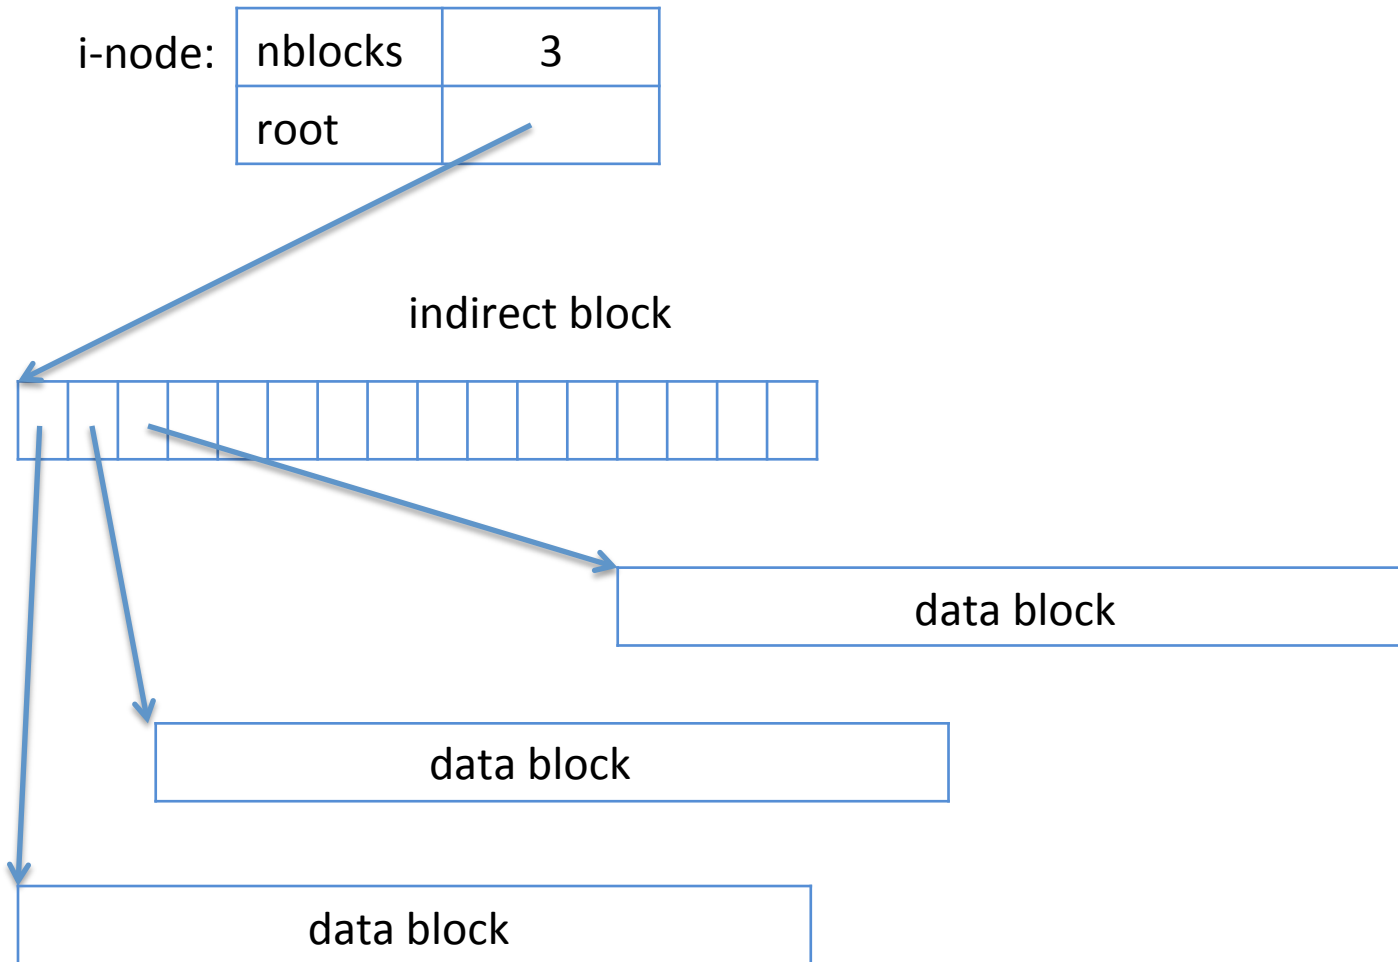 i-node: nblocks 3
root
indirect block
data block
data block
data block